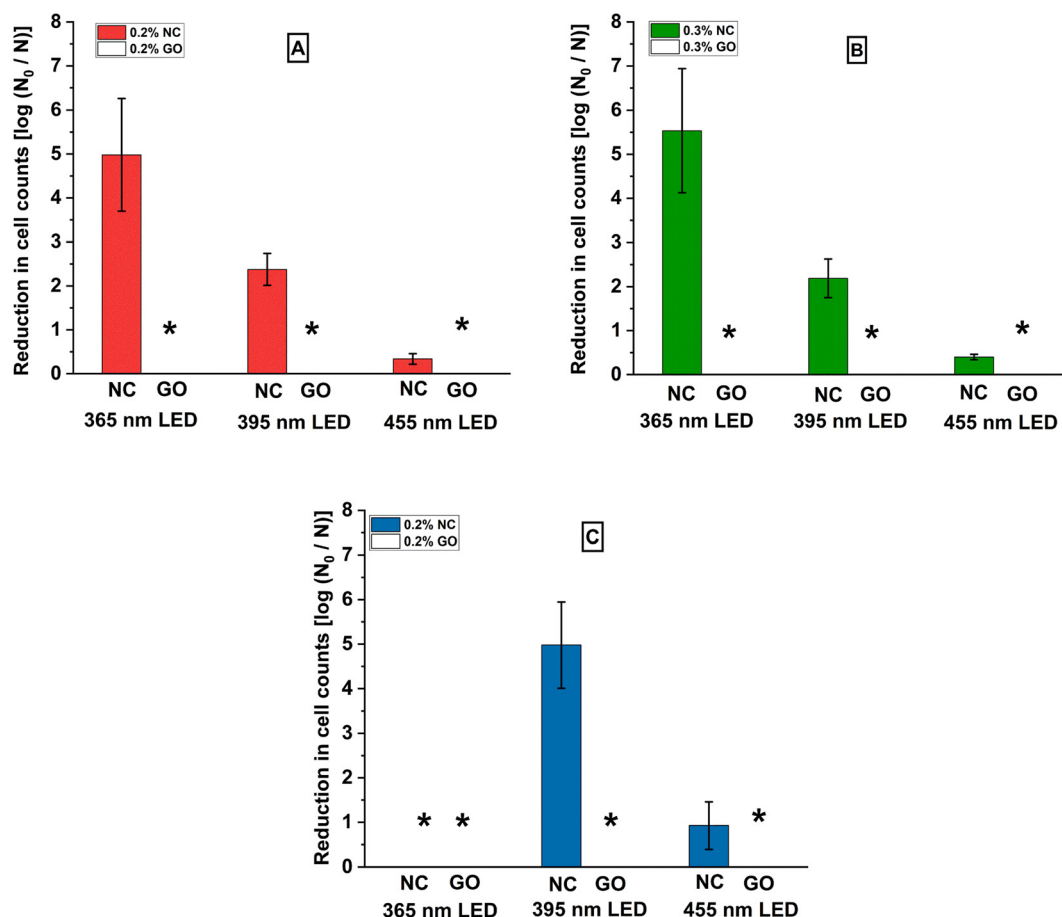 0.2% NC
0.2% GO
A
Reduction in cell counts [log (N₀ / N)]
8
7
6
5
4
3
2
1
0
* * *
NC GO NC GO NC GO
365 nm LED 395 nm LED 455 nm LED
0.3% NC
0.3% GO
B
Reduction in cell counts [log (N₀ / N)]
8
7
6
5
4
3
2
1
0
* * *
NC GO NC GO NC GO
365 nm LED 395 nm LED 455 nm LED
0.2% NC
0.2% GO
C
Reduction in cell counts [log (N₀ / N)]
8
7
6
5
4
3
2
1
0
* * * *
NC GO NC GO NC GO
365 nm LED 395 nm LED 455 nm LED